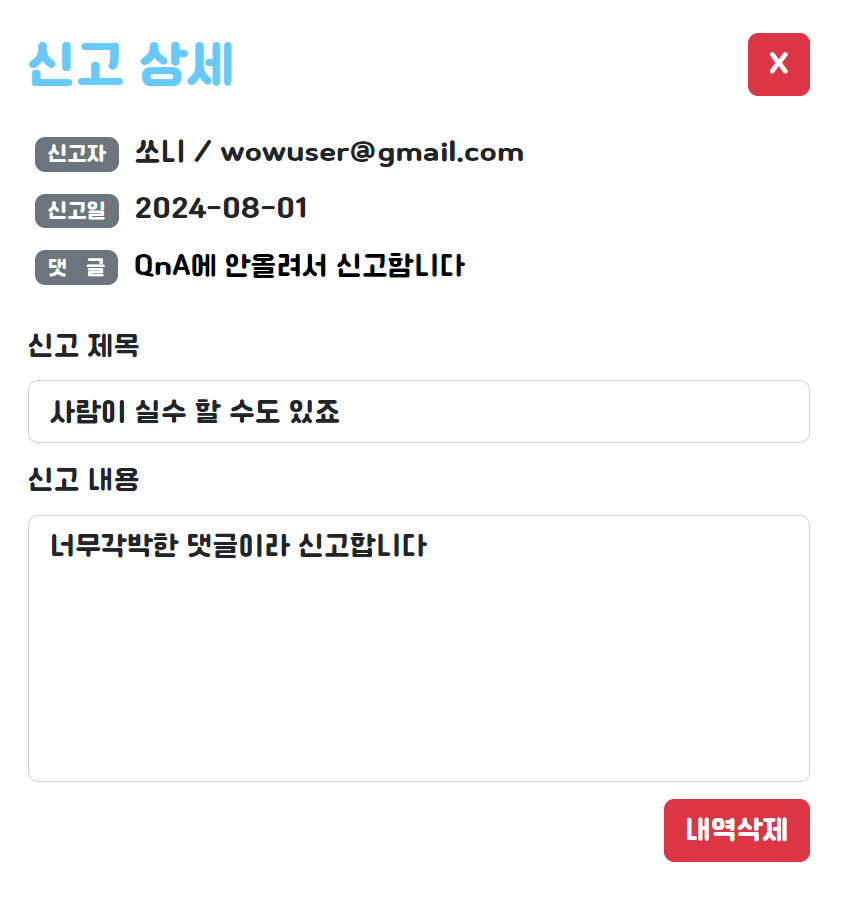 신고 상세
X
신고자 쏘니 / wowuser@gmail.com
신고일 2024-08-01
댓 글 QnA에 안올려서 신고함니다
신고 제목
사람이 실수 할 수도 있죠
신고 내용
너무각박한 댓글이라 신고합니다
내역삭제